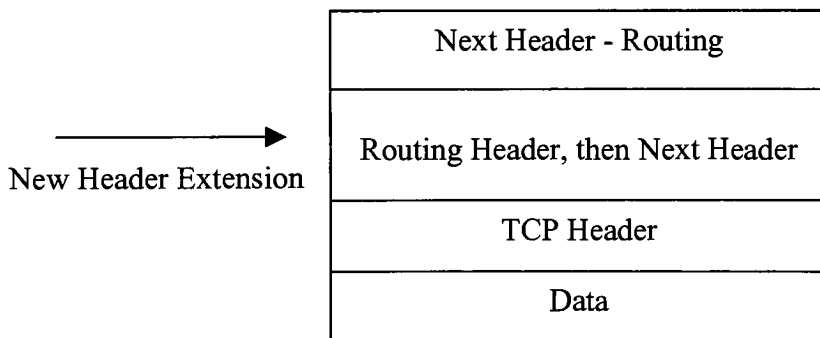 Next Header - Routing
Routing Header, then Next Header
New Header Extension
TCP Header
Data